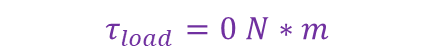 τ_load = 0 N * m